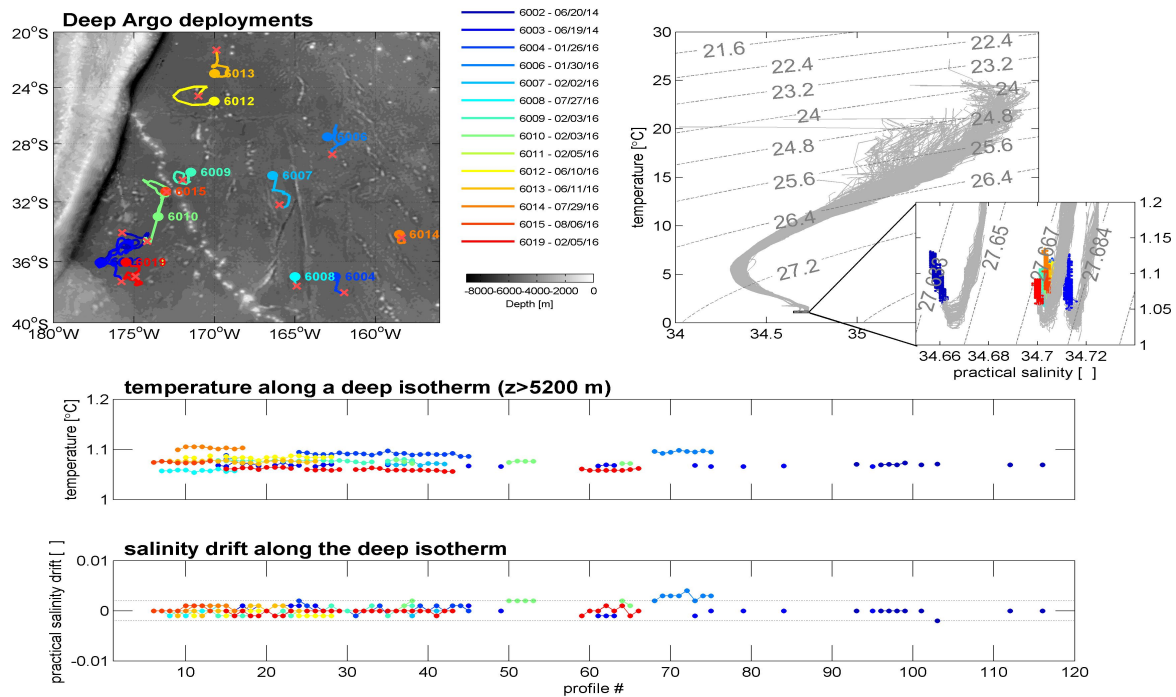 Deep Argo deployments
20°S
24°S
28°S
32°S
36°S
40°S
180°W
175°W
170°W
165°W
160°W
6013
6012
6009
6015
6010
6019
6007
6008
6004
6014
6002 - 06/20/14
6003 - 06/19/14
6004 - 01/26/16
6006 - 01/30/16
6007 - 02/02/16
6008 - 07/27/16
6009 - 02/03/16
6010 - 02/03/16
6011 - 02/05/16
6012 - 06/10/16
6013 - 06/11/16
6014 - 07/29/16
6015 - 08/06/16
6019 - 02/05/16
-8000 -6000 -4000 -2000 0
Depth [m]
temperature [°C]
30
25
20
15
10
5
0
34
34.5
35
21.6
22.4
22.4
23.2
23.2
24
24
24.8
24.8
25.6
25.6
26.4
26.4
27.2
27.65
27.667
27.684
1.2
1.15
1.1
1.05
1
34.66
34.68
34.7
34.72
practical salinity [ ]
temperature along a deep isotherm (z>5200 m)
temperature [°C]
1.2
1.1
1
salinity drift along the deep isotherm
practical salinity drift [ ]
0.01
0
-0.01
10 20 30 40 50 60 70 80 90 100 110 120
profile #